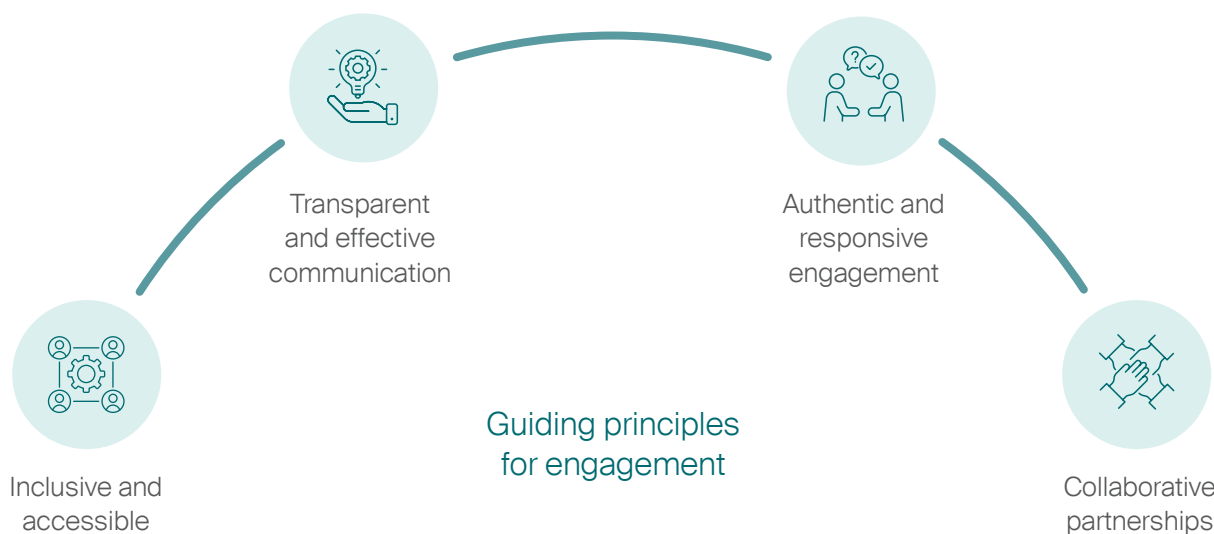 Transparent
and effective
communication
Authentic and
responsive
engagement
Guiding principles
for engagement
Inclusive and
accessible
Collaborative
partnerships
?